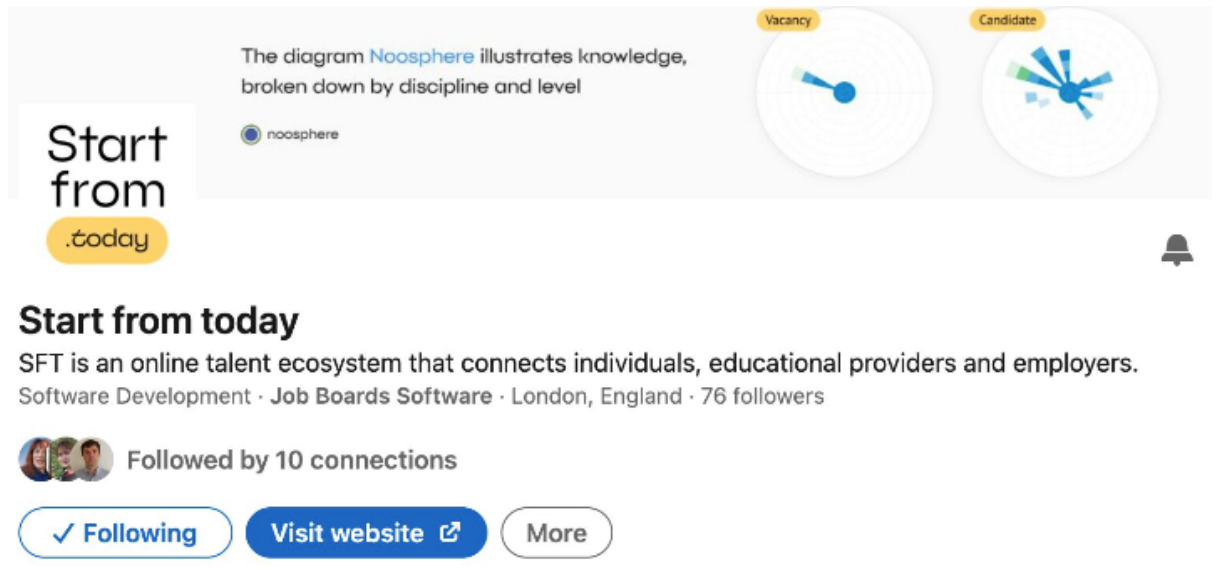 Vacancy
Candidate
The diagram Noosphere illustrates knowledge,
broken down by discipline and level
noosphere
Start
from
.today
Start from today
SFT is an online talent ecosystem that connects individuals, educational providers and employers.
Software Development · Job Boards Software · London, England · 76 followers
Followed by 10 connections
Following
Visit website
More